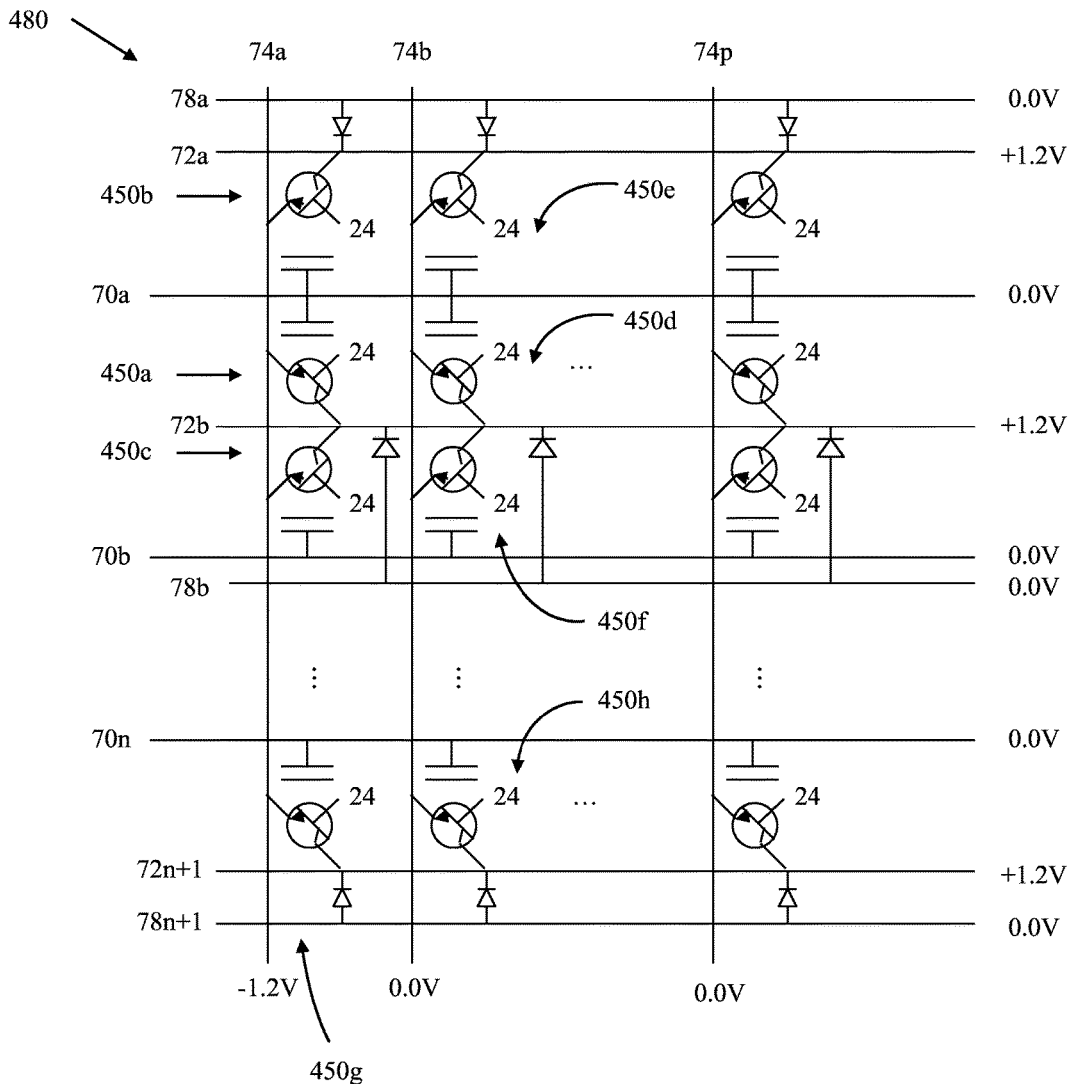 480
74a 74b 74p
78a 0.0V
72a +1.2V
450b 450e
24 24 24
70a 0.0V
450d
24 24 24
450a ...
72b +1.2V
450c
24 24 24
70b 0.0V
78b 0.0V
450f
⋮ ⋮ ⋮
450h
70n 0.0V
24 24 ... 24
72n+1 +1.2V
78n+1 0.0V
-1.2V 0.0V 0.0V
450g